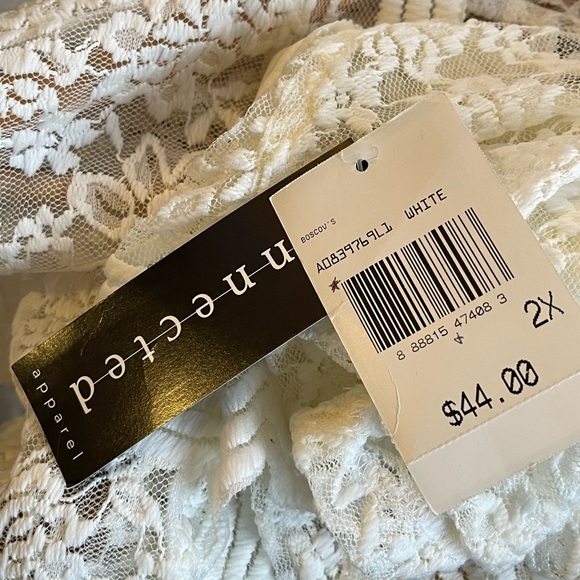 nnected
apparel
BOSCOV'S
A0839769L1 WHITE
8 88815 47408 3
2X
$44.00